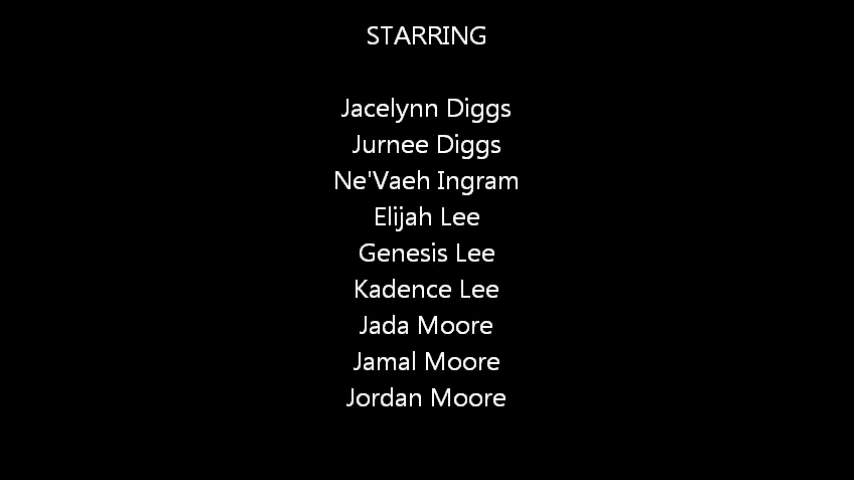 STARRING
Jacelynn Diggs
Jurnee Diggs
Ne'Vaeh Ingram
Elijah Lee
Genesis Lee
Kadence Lee
Jada Moore
Jamal Moore
Jordan Moore